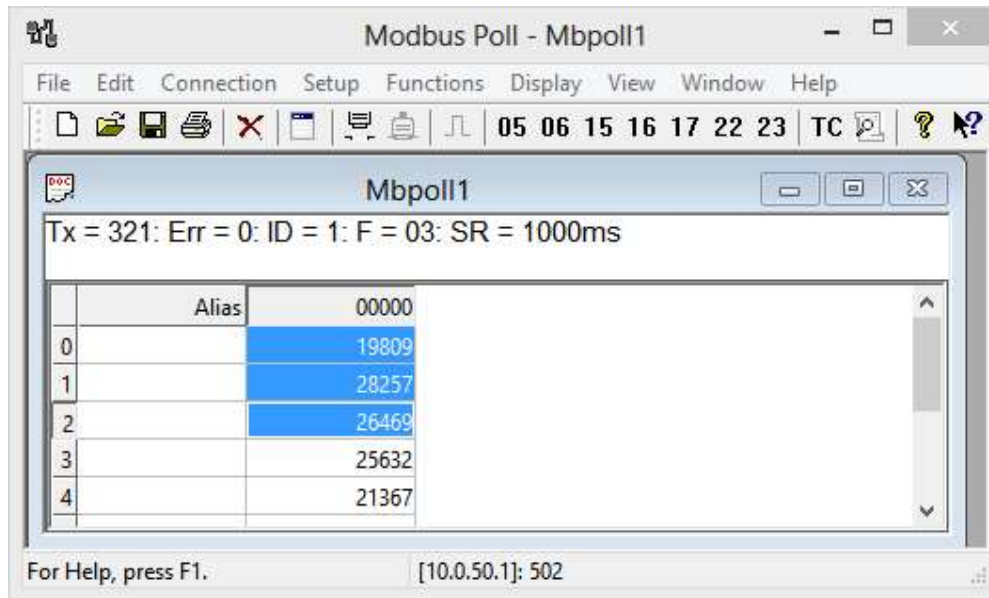 Modbus Poll - Mbpoll1
File Edit Connection Setup Functions Display View Window Help
05 06 15 16 17 22 23 TC
Mbpoll1
Tx = 321: Err = 0: ID = 1: F = 03: SR = 1000ms
Alias 00000
0 19809
1 28257
2 26469
3 25632
4 21367
For Help, press F1. [10.0.50.1]: 502